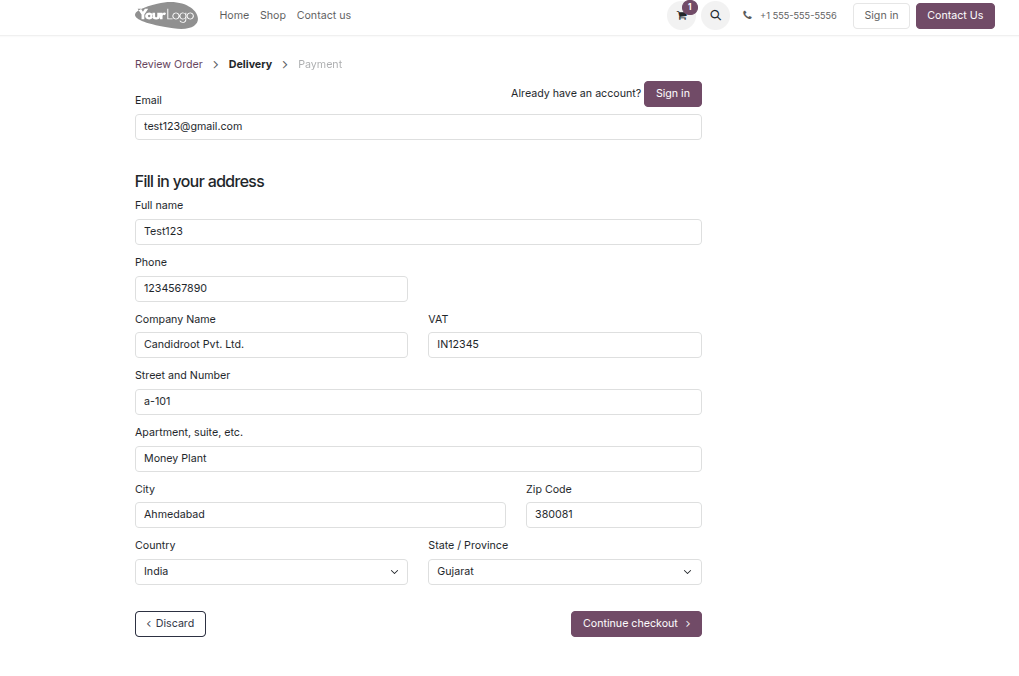 YourLogo Home Shop Contact us 1 +1 555-555-5556 Sign in Contact Us
Review Order > Delivery > Payment
Already have an account? Sign in
Email
test123@gmail.com
Fill in your address
Full name
Test123
Phone
1234567890
Company Name VAT
Candidroot Pvt. Ltd. IN12345
Street and Number
a-101
Apartment, suite, etc.
Money Plant
City Zip Code
Ahmedabad 380081
Country State / Province
India Gujarat
< Discard Continue checkout >